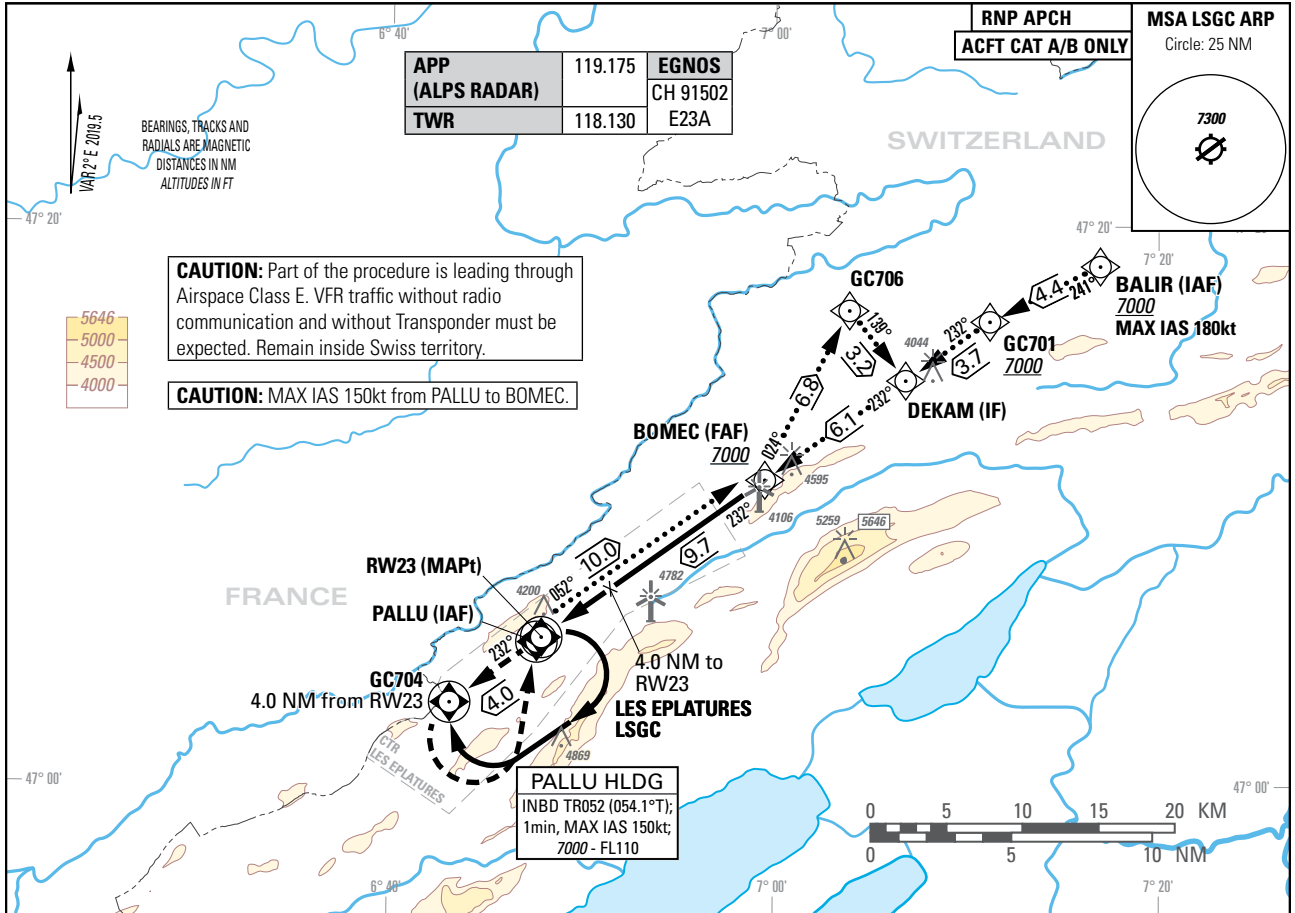 RNP APCH
ACFT CAT A/B ONLY
MSA LSGC ARP
Circle: 25 NM
7300
6° 40'
7° 00'
APP
(ALPS RADAR)
119.175
EGNOS
CH 91502
E23A
TWR
118.130
VAR 2° E 2019.5
BEARINGS, TRACKS AND
RADIALS ARE MAGNETIC
DISTANCES IN NM
ALTITUDES IN FT
SWITZERLAND
47° 20'
47° 20'
7° 20'
CAUTION: Part of the procedure is leading through
Airspace Class E. VFR traffic without radio
communication and without Transponder must be
expected. Remain inside Swiss territory.
5646
5000
4500
4000
CAUTION: MAX IAS 150kt from PALLU to BOMEC.
GC706
139°
3.2
6.8
024°
4.4
241°
BALIR (IAF)
7000
MAX IAS 180kt
232°
GC701
7000
4044
3.7
DEKAM (IF)
232°
6.1
BOMEC (FAF)
7000
4595
4106
232°
9.7
5259
5646
10.0
052°
RW23 (MAPt)
4200
4782
FRANCE
PALLU (IAF)
232°
4.0
GC704
4.0 NM from RW23
4.0 NM to
RW23
LES EPLATURES
LSGC
4869
CTR
LES EPLATURES
47° 00'
47° 00'
PALLU HLDG
INBD TR052 (054.1°T);
1min, MAX IAS 150kt;
7000 - FL110
0 5 10 15 20 KM
0 5 10 NM
6° 40'
7° 00'
7° 20'